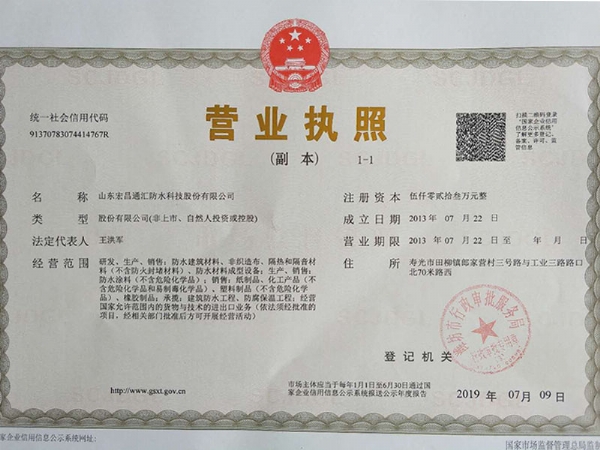 统一社会信用代码
91370783074414767R
营业执照
(副 本) 1-1
扫描二维码登录
“国家企业信用
信息公示系统”
了解更多登记、
备案、许可、监
管信息
名 称 山东宏昌通汇防水科技股份有限公司
类 型 股份有限公司(非上市、自然人投资或控股)
法定代表人 王洪军
经营范围 研发、生产、销售：防水建筑材料、非织造布、隔热和隔音材
料（不含防火封堵材料）、防水材料成型设备；生产、销售：
防水涂料（不含危险化学品）；销售：纸制品、化工产品（不
含危险化学品和易制毒化学品）、塑料制品（不含危险化学
品）、橡胶制品；承揽：建筑防水工程、防腐保温工程；经营
国家允许范围内的货物与技术的进出口业务（依法须经批准的
项目，经相关部门批准后方可开展经营活动）
注册资本 伍仟零贰拾叁万元整
成立日期 2013 年 07 月 22 日
营业期限 2013 年 07 月 22 日至 年 月 日
住 所 寿光市田柳镇郎家营村三号路与工业三路路口
北70米路西
潍坊市行政审批服务局
登记机关
2019 年 07 月 09 日
http://www.gsxt.gov.cn
市场主体应当于每年1月1日至6月30日通过国
家企业信用信息公示系统报送公示年度报告
家企业信用信息公示系统网址：
国家市场监督管理总局监制